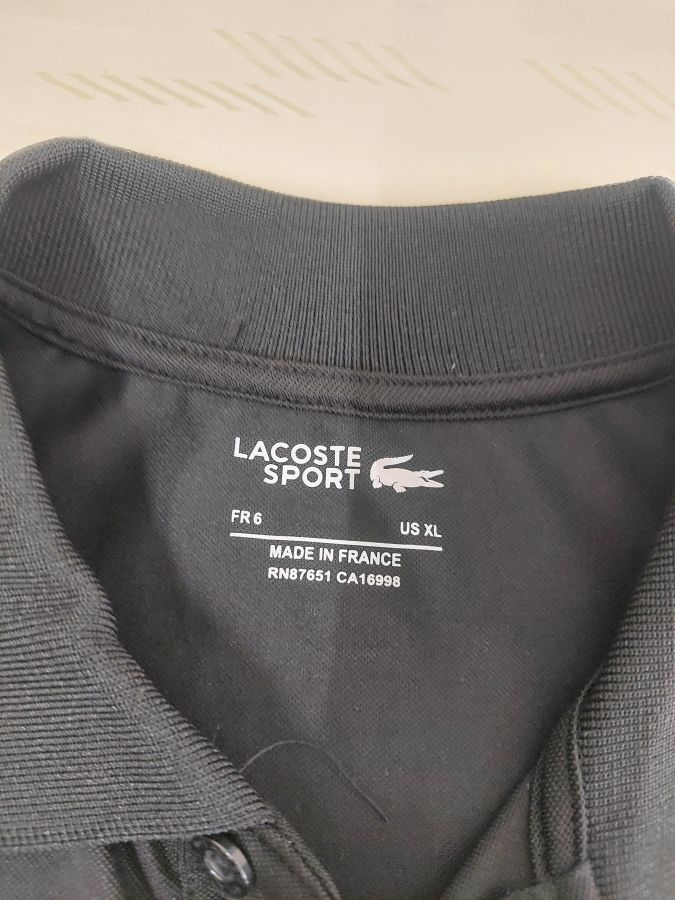 LACOSTE
SPORT
FR 6 US XL
MADE IN FRANCE
RN87651 CA16998